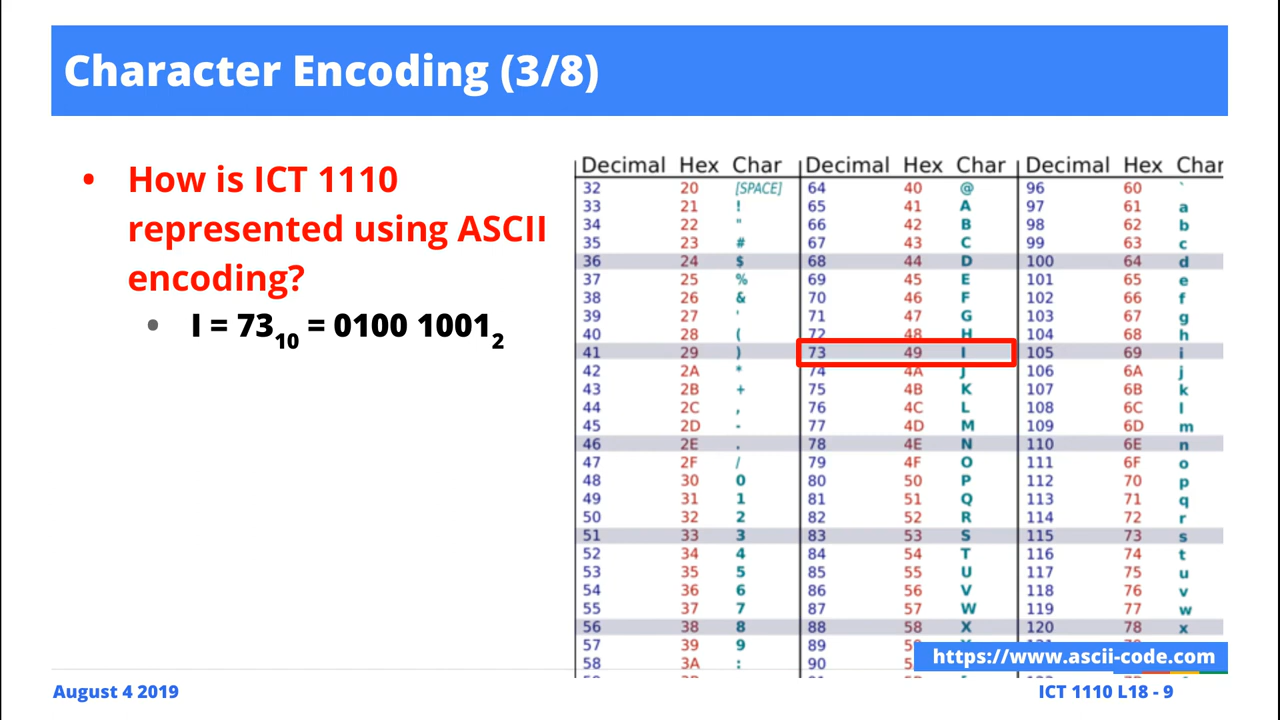 Character Encoding (3/8)
• How is ICT 1110
represented using ASCII
encoding?
• I = 73₁₀ = 0100 1001₂
Decimal Hex Char Decimal Hex Char Decimal Hex Char
32 20 [SPACE] 64 40 @ 96 60 `
33 21 ! 65 41 A 97 61 a
34 22 " 66 42 B 98 62 b
35 23 # 67 43 C 99 63 c
36 24 $ 68 44 D 100 64 d
37 25 % 69 45 E 101 65 e
38 26 & 70 46 F 102 66 f
39 27 ' 71 47 G 103 67 g
40 28 ( 72 48 H 104 68 h
41 29 ) 73 49 I 105 69 i
42 2A * 74 4A J 106 6A j
43 2B + 75 4B K 107 6B k
44 2C , 76 4C L 108 6C l
45 2D - 77 4D M 109 6D m
46 2E . 78 4E N 110 6E n
47 2F / 79 4F O 111 6F o
48 30 0 80 50 P 112 70 p
49 31 1 81 51 Q 113 71 q
50 32 2 82 52 R 114 72 r
51 33 3 83 53 S 115 73 s
52 34 4 84 54 T 116 74 t
53 35 5 85 55 U 117 75 u
54 36 6 86 56 V 118 76 v
55 37 7 87 57 W 119 77 w
56 38 8 88 58 X 120 78 x
57 39 9 89
58 3A : 90
https://www.ascii-code.com
August 4 2019
ICT 1110 L18 - 9